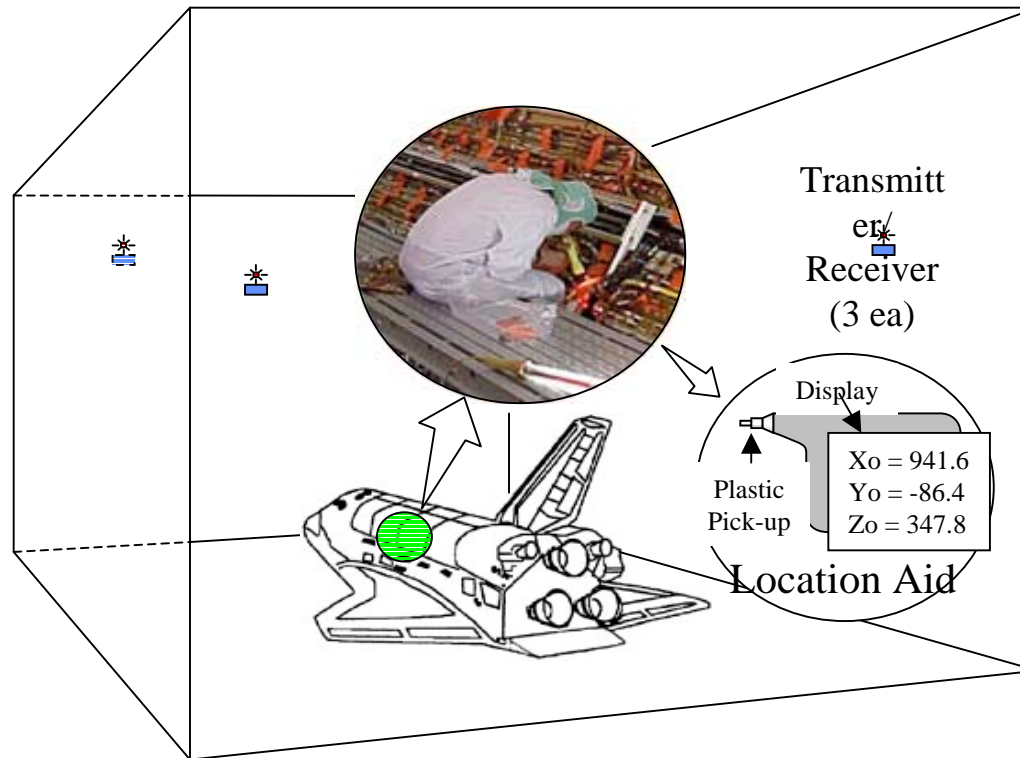 Transmitt
er/
Receiver
(3 ea)
Display
Xo = 941.6
Yo = -86.4
Zo = 347.8
Plastic
Pick-up
Location Aid